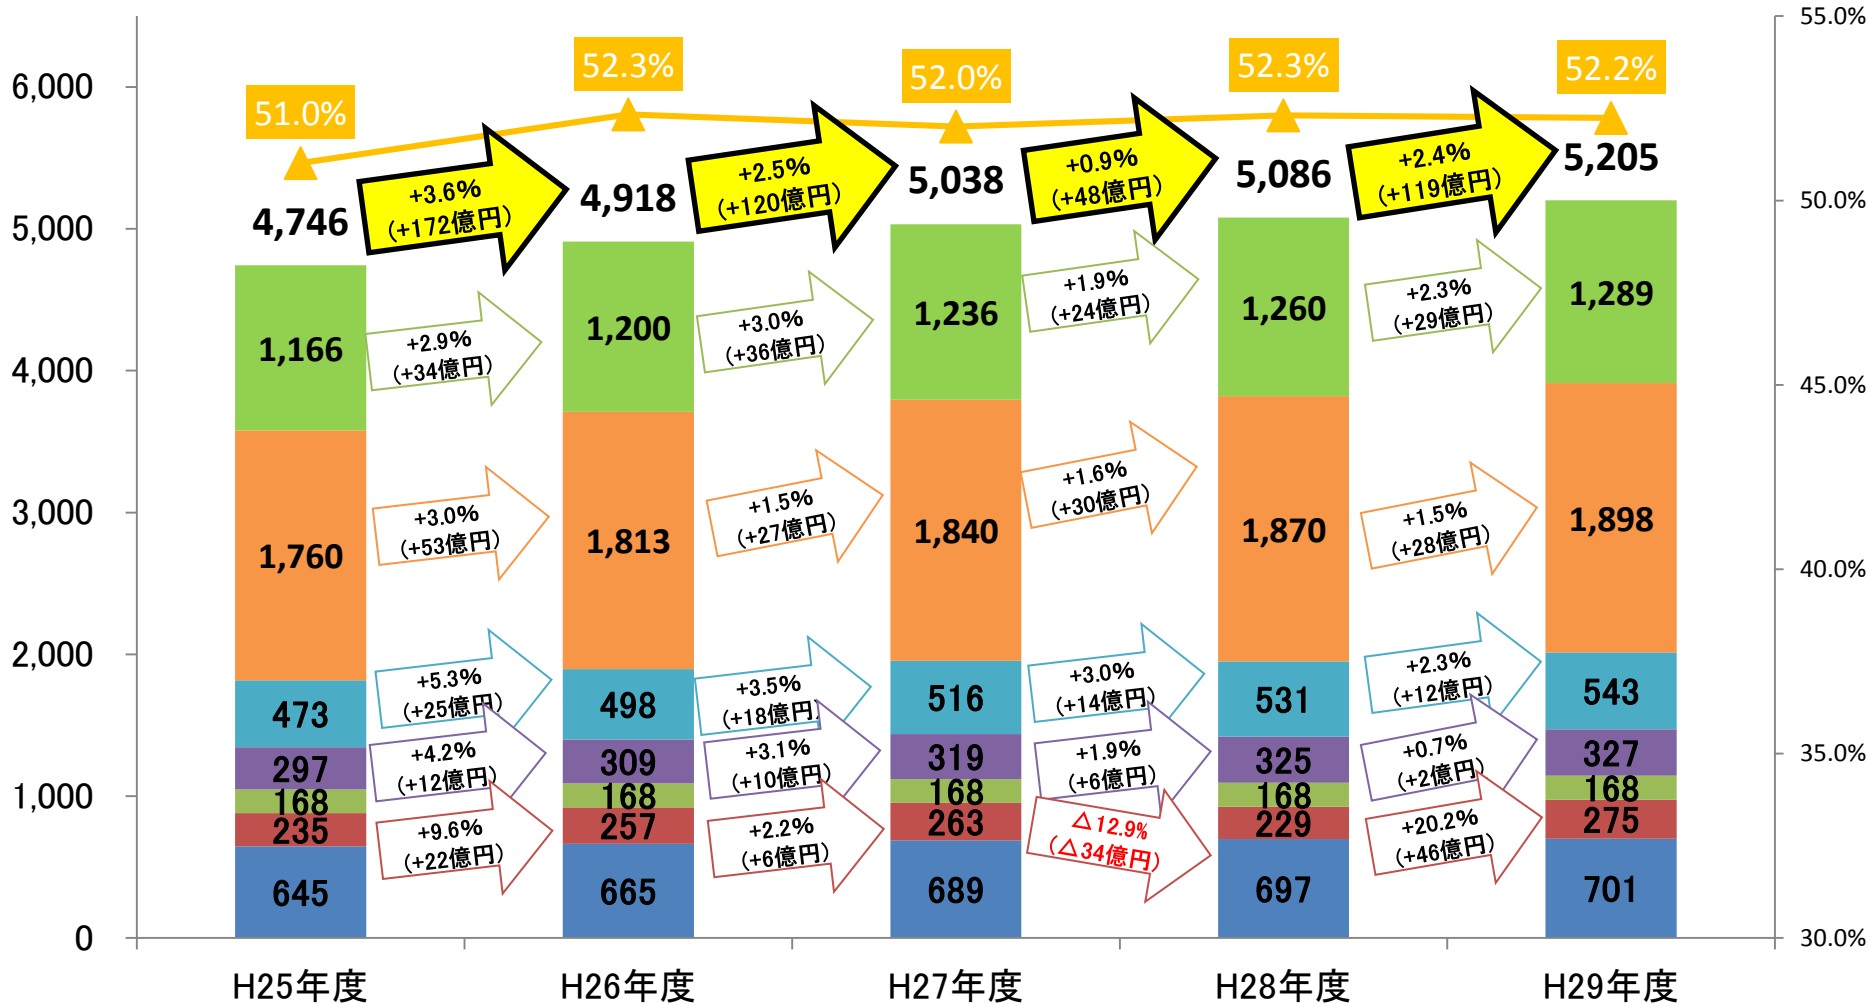 55.0%
52.3%
52.3%
52.2%
52.0%
6,000
51.0%
+3.6%
(+172億円)
+2.5%
(+120億円)
+0.9%
(+48億円)
+2.4%
(+119億円)
4,746
4,918
5,038
5,086
5,205
5,000
50.0%
1,166
+2.9%
(+34億円)
1,200
+3.0%
(+36億円)
1,236
+1.9%
(+24億円)
1,260
+2.3%
(+29億円)
1,289
4,000
45.0%
3,000
1,760
+3.0%
(+53億円)
1,813
+1.5%
(+27億円)
1,840
+1.6%
(+30億円)
1,870
+1.5%
(+28億円)
1,898
40.0%
2,000
473
+5.3%
(+25億円)
498
+3.5%
(+18億円)
516
+3.0%
(+14億円)
531
+2.3%
(+12億円)
543
297
+4.2%
(+12億円)
309
+3.1%
(+10億円)
319
+1.9%
(+6億円)
325
+0.7%
(+2億円)
327
35.0%
1,000
168
168
168
168
168
235
+9.6%
(+22億円)
257
+2.2%
(+6億円)
263
△12.9%
(△34億円)
229
+20.2%
(+46億円)
275
645
665
689
697
701
0
30.0%
H25年度
H26年度
H27年度
H28年度
H29年度